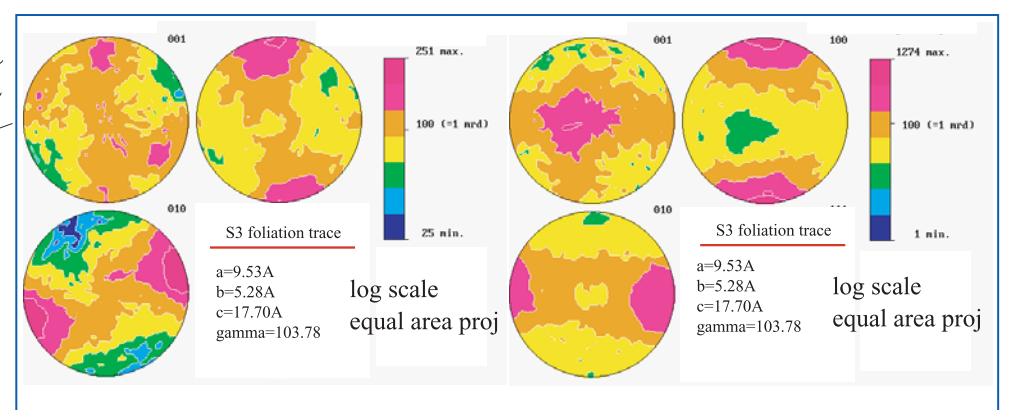 001
251 max.
100 (=1 mrd)
25 min.
010
S3 foliation trace
a=9.53A
b=5.28A
c=17.70A
gamma=103.78
log scale
equal area proj
001
100
1274 max.
100 (=1 mrd)
1 min.
010
S3 foliation trace
a=9.53A
b=5.28A
c=17.70A
gamma=103.78
log scale
equal area proj